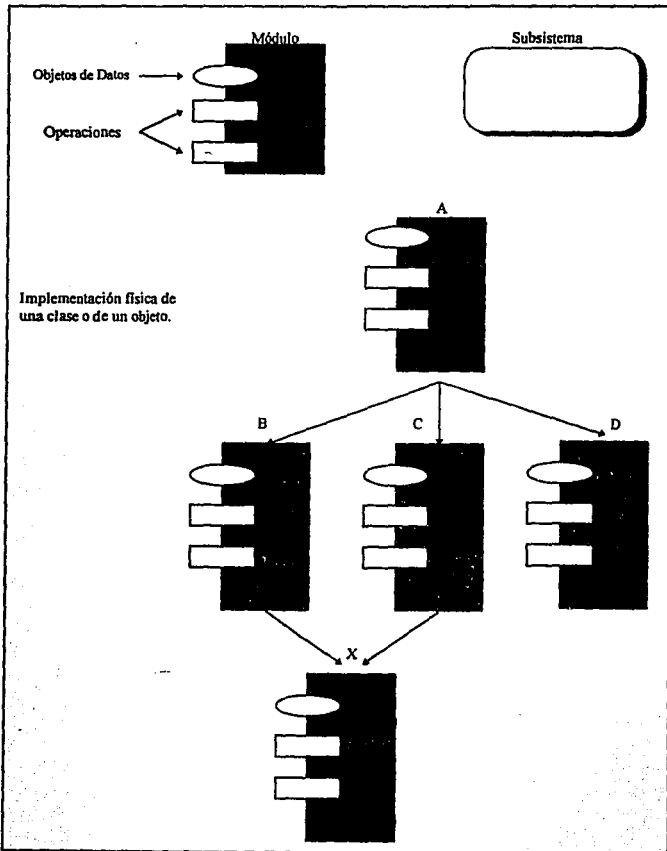 Módulo
Subsistema
Objetos de Datos
Operaciones
A
Implementación física de
una clase o de un objeto.
B
C
D
X